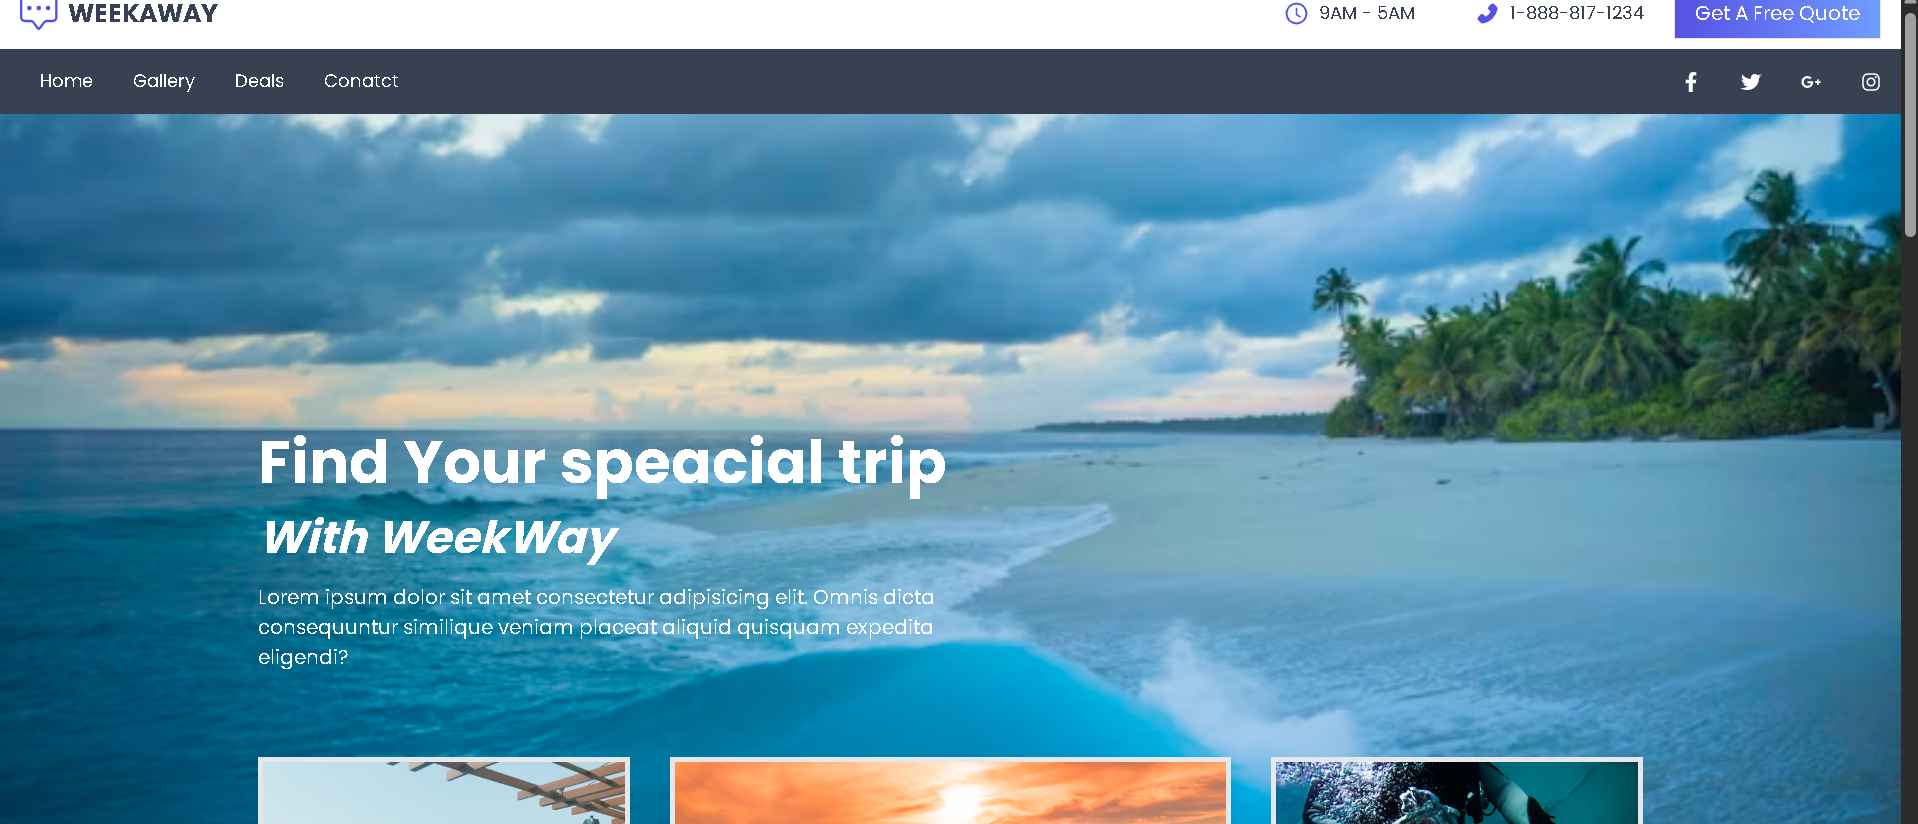 WEEKAWAY
9AM - 5AM
1-888-817-1234
Get A Free Quote
Home
Gallery
Deals
Conatct
Find Your speacial trip
With WeekWay
Lorem ipsum dolor sit amet consectetur adipisicing elit. Omnis dicta
consequuntur similique veniam placeat aliquid quisquam expedita
eligendi?